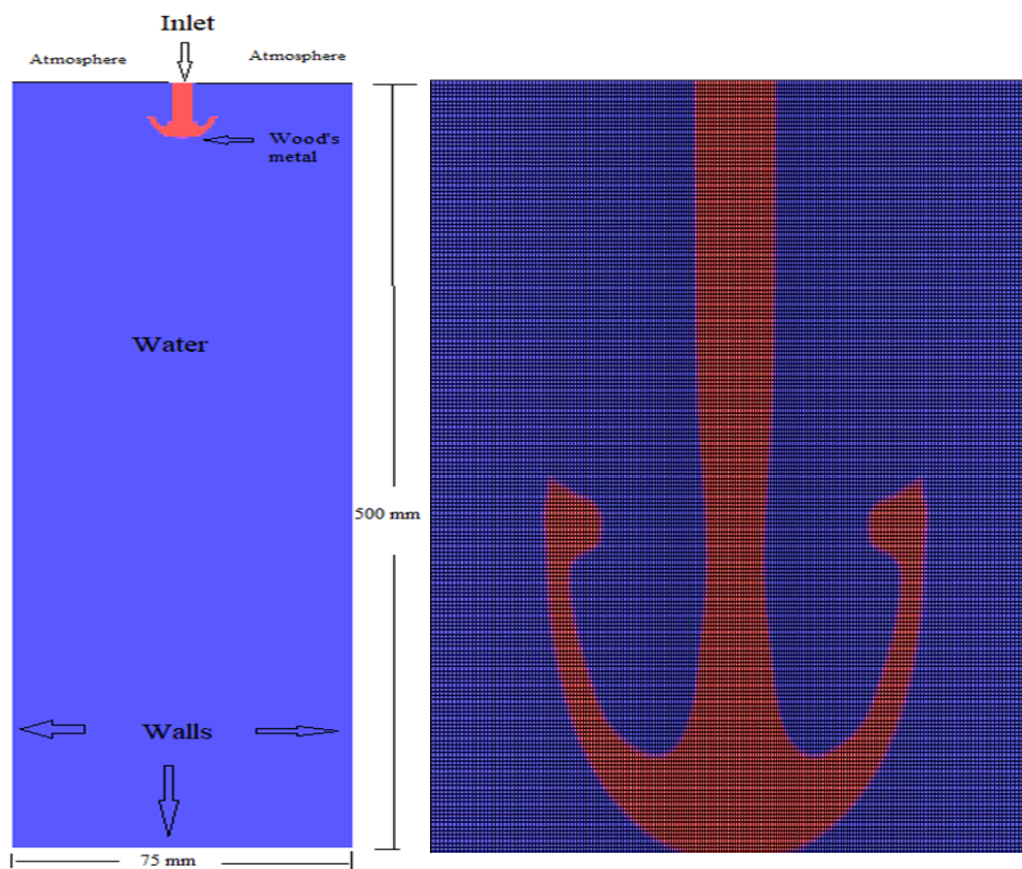 Inlet
Atmosphere
Atmosphere
Wood's
metal
Water
500 mm
Walls
75 mm